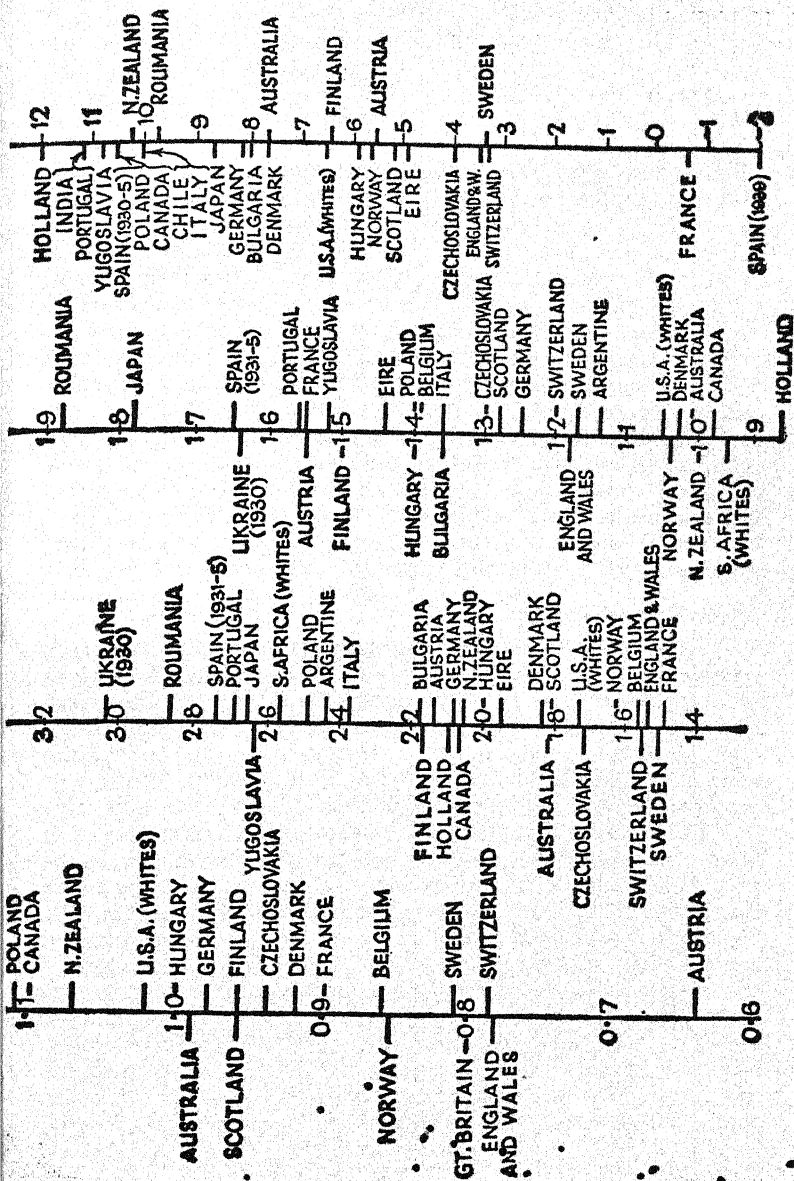 POLAND
1·1- CANADA
N.ZEALAND
U.S.A. (WHITES)
1·0- HUNGARY
AUSTRALIA
GERMANY
SCOTLAND
FINLAND
CZECHOSLOVAKIA
DENMARK
0·9- FRANCE
BELGIUM
NORWAY
SWEDEN
GT. BRITAIN -0·8
SWITZERLAND
ENGLAND
AND WALES
0·7
AUSTRIA
0·6
3·2
3·0
UKRAINE
(1930)
ROUMANIA
2·8
SPAIN (1931-5)
PORTUGAL
JAPAN
YUGOSLAVIA
2·6
S.AFRICA (WHITES)
POLAND
ARGENTINE
2·4
ITALY
2·2
BULGARIA
FINLAND
AUSTRIA
HOLLAND
GERMANY
CANADA
N.ZEALAND
2·0- HUNGARY
EIRE
DENMARK
AUSTRALIA
1·8- SCOTLAND
U.S.A.
(WHITES)
CZECHOSLOVAKIA
NORWAY
1·6
BELGIUM
SWITZERLAND
ENGLAND & WALES
SWEDEN
FRANCE
1·4
1·9
ROUMANIA
1·8
JAPAN
1·7
SPAIN
(1931-5)
UKRAINE
(1930)
1·6
PORTUGAL
FRANCE
AUSTRIA
YUGOSLAVIA
FINLAND -1·5
EIRE
POLAND
HUNGARY -1·4=
BELGIUM
BULGARIA
ITALY
1·3- CZECHOSLOVAKIA
SCOTLAND
GERMANY
1·2- SWITZERLAND
ENGLAND
AND WALES
SWEDEN
ARGENTINE
1·1
U.S.A. (WHITES)
NORWAY
DENMARK
N. ZEALAND -1·0- AUSTRALIA
CANADA
S. AFRICA
(WHITES)
·9
HOLLAND
HOLLAND -12
INDIA
PORTUGAL
11
YUGOSLAVIA
SPAIN (1930-5)
N.ZEALAND
POLAND
10
ROUMANIA
CANADA
CHILE
ITALY
9
JAPAN
GERMANY
BULGARIA
8
DENMARK
AUSTRALIA
7
U.S.A. (WHITES)
FINLAND
HUNGARY
6
NORWAY
AUSTRIA
SCOTLAND
EIRE
5
CZECHOSLOVAKIA
4
ENGLAND & W.
SWEDEN
SWITZERLAND
3
2
1
0
FRANCE
-1
-2
SPAIN (1939)